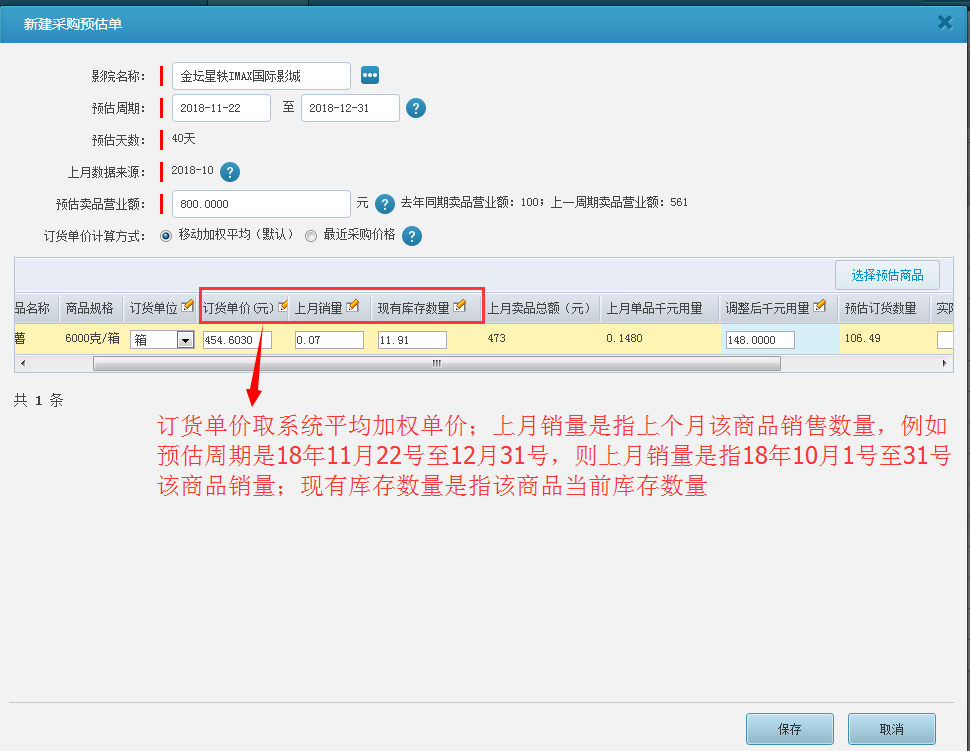 新建采购预估单
影院名称： 金坛星轶IMAX国际影城
预估周期： 2018-11-22 至 2018-12-31 ?
预估天数： 40天
上月数据来源： 2018-10 ?
预估卖品营业额： 800.0000 元 ? 去年同期卖品营业额：100；上一周期卖品营业额：561
订货单价计算方式： 移动加权平均（默认） 最近采购价格 ?
选择预估商品
品名称 商品规格 订货单位 订货单价(元) 上月销量 现有库存数量 上月卖品总额（元） 上月单品千元用量 调整后千元用量 预估订货数量 实际
薯 6000克/箱 箱 454.6030 0.07 11.91 473 0.1480 148.0000 106.49
共 1 条
订货单价取系统平均加权单价；上月销量是指上个月该商品销售数量，例如
预估周期是18年11月22号至12月31号，则上月销量是指18年10月1号至31号
该商品销量；现有库存数量是指该商品当前库存数量
保存 取消